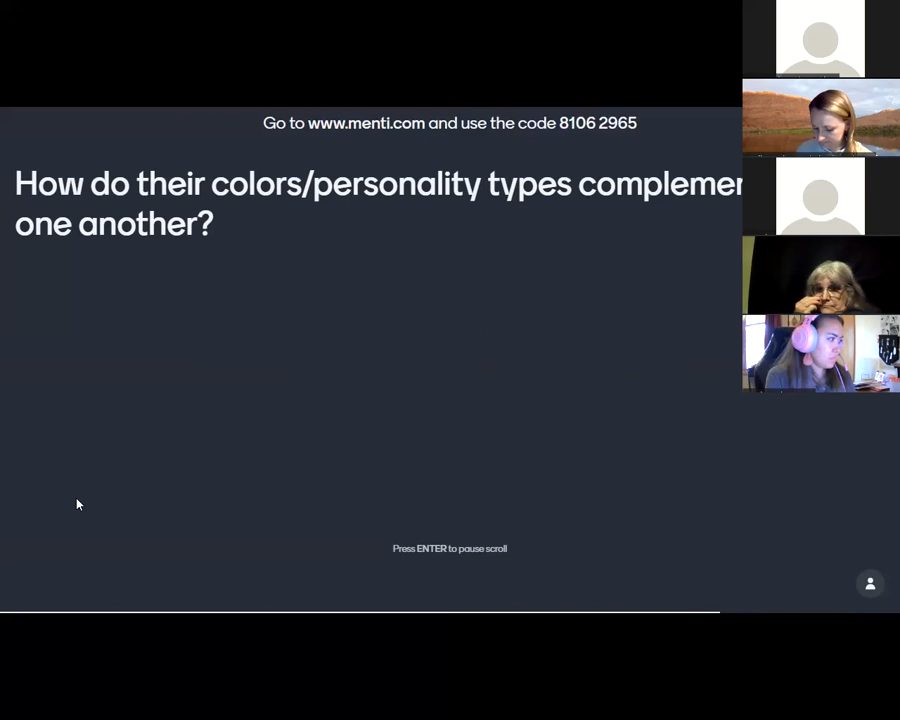 Go to www.menti.com and use the code 8106 2965
How do their colors/personality types complemen
one another?
Press ENTER to pause scroll